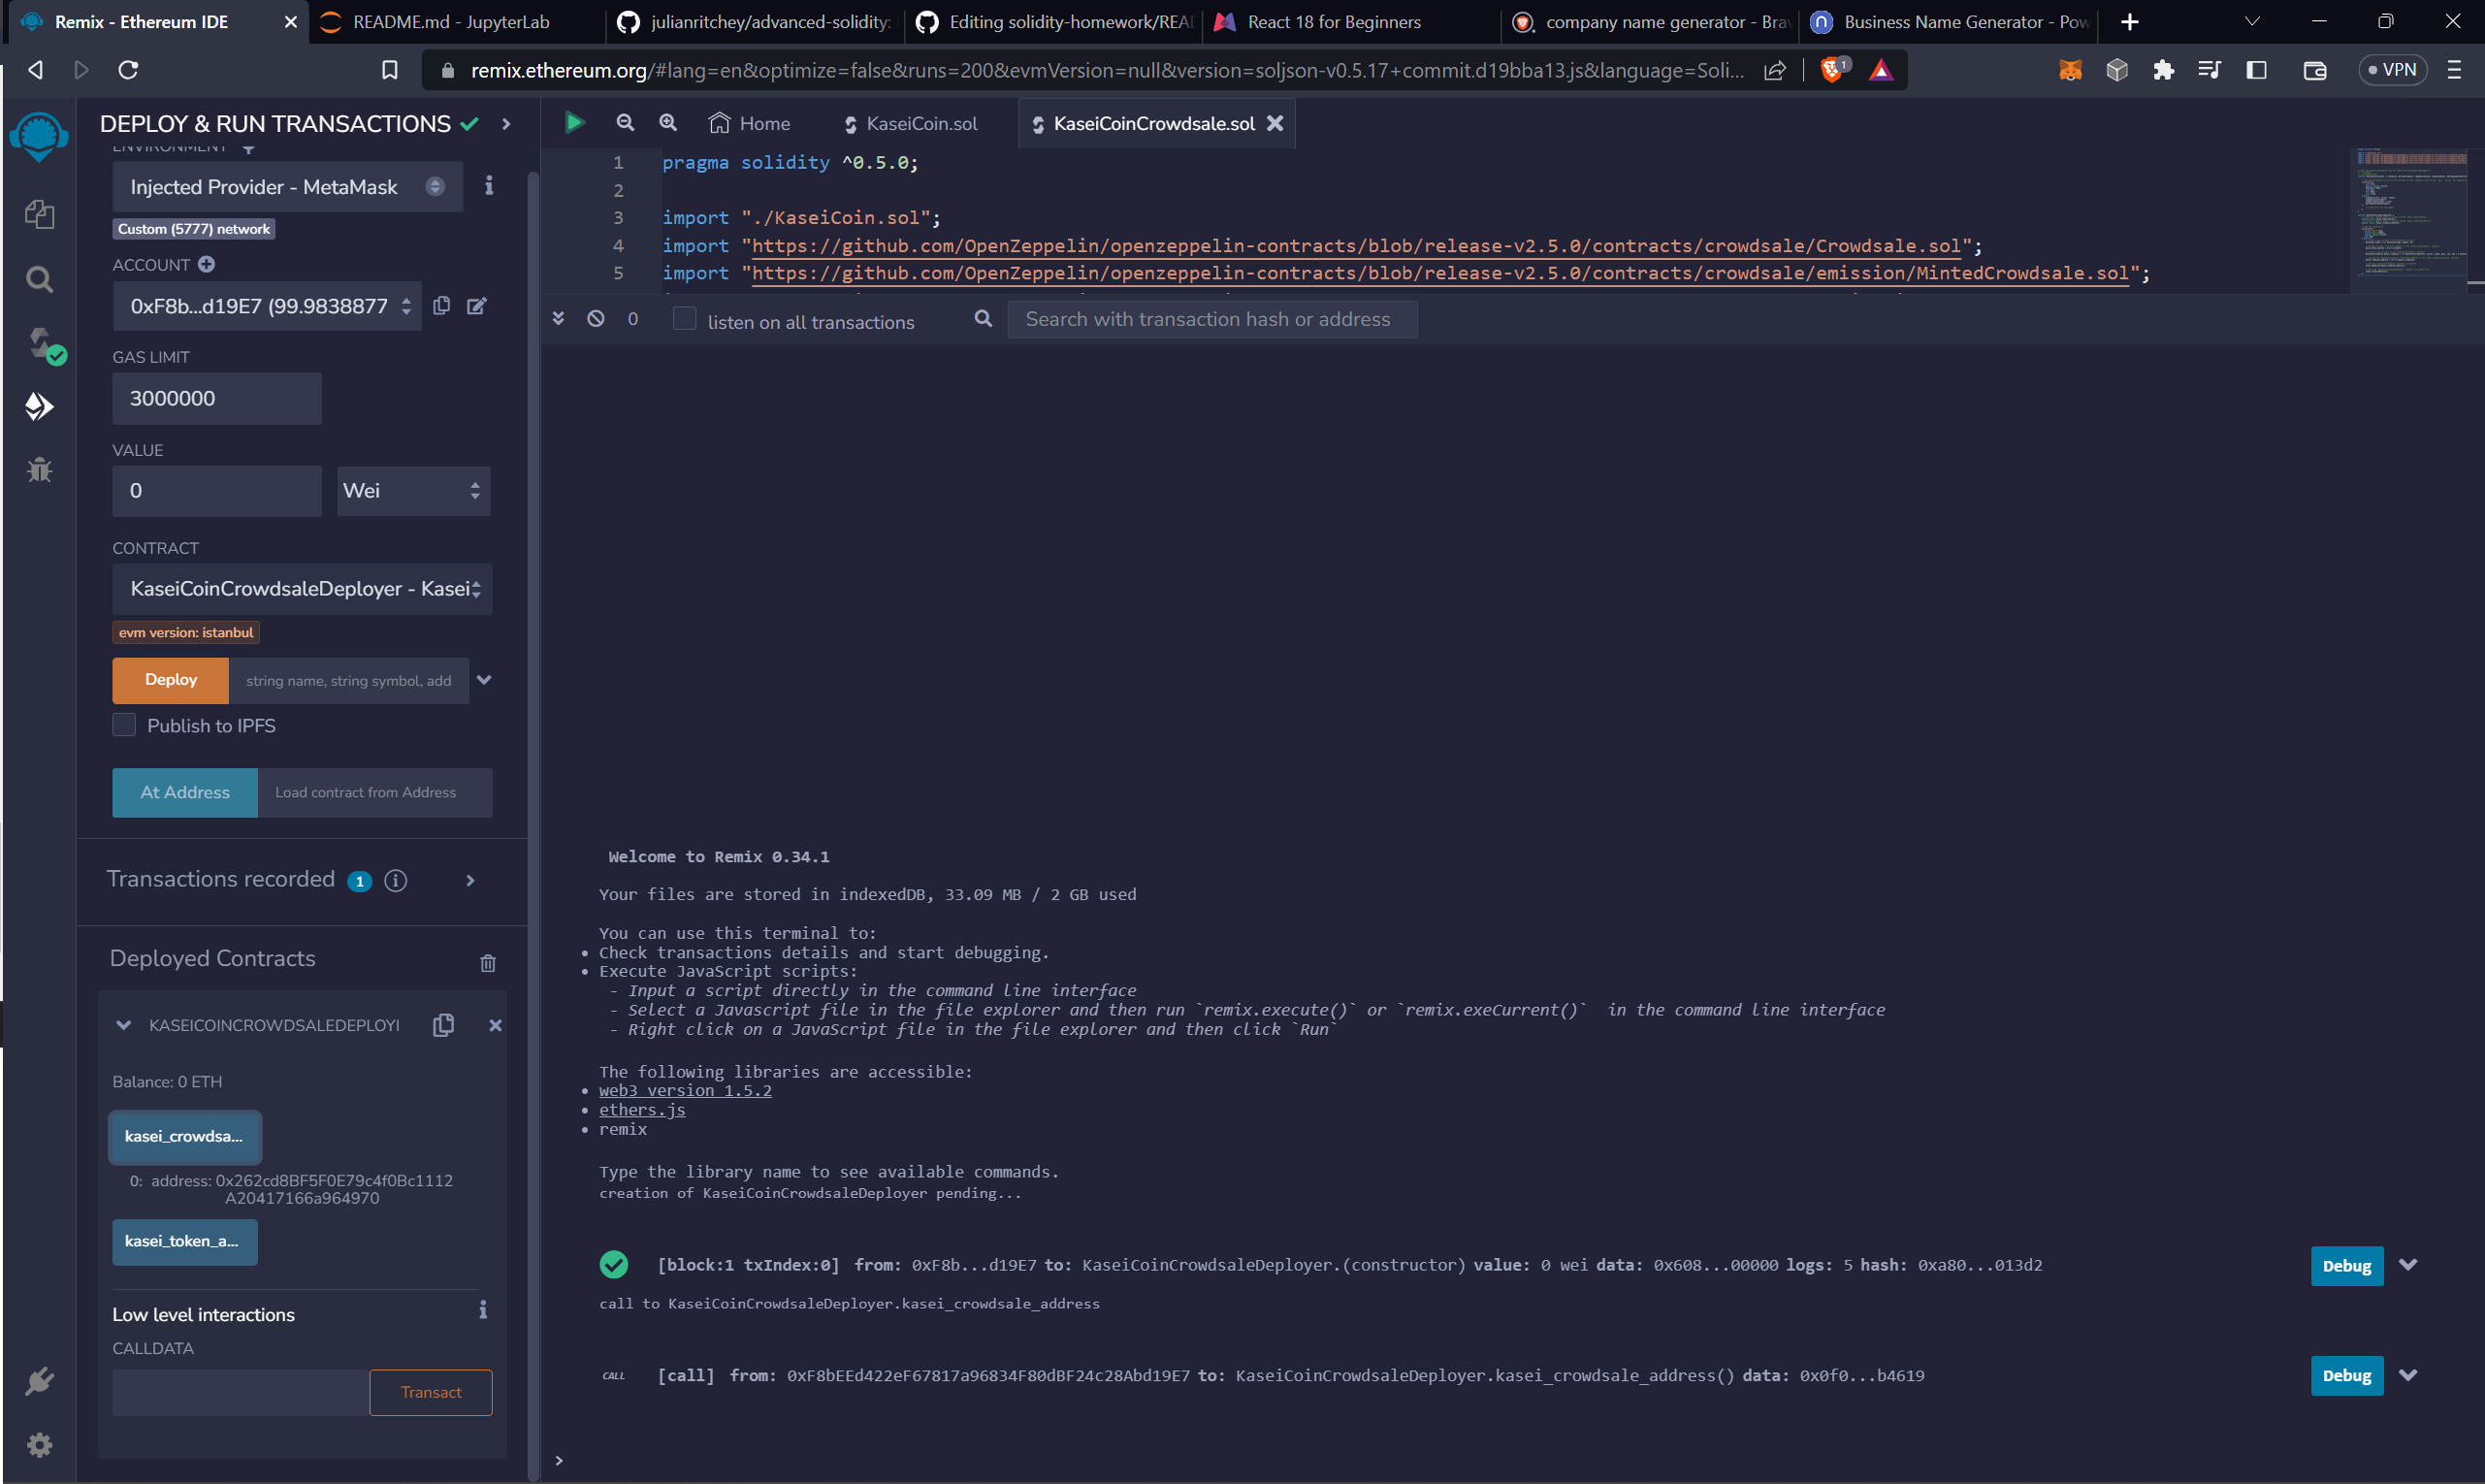 Remix - Ethereum IDE
README.md - JupyterLab
julianritchey/advanced-solidity:
Editing solidity-homework/REA
React 18 for Beginners
company name generator - Bra
Business Name Generator - Pow
remix.ethereum.org/#lang=en&optimize=false&runs=200&evmVersion=null&version=soljson-v0.5.17+commit.d19bba13.js&language=Soli...
1
VPN
DEPLOY & RUN TRANSACTIONS
ENVIRONMENT
Injected Provider - MetaMask
Custom (5777) network
ACCOUNT
0xF8b...d19E7 (99.9838877
GAS LIMIT
3000000
VALUE
0
Wei
CONTRACT
KaseiCoinCrowdsaleDeployer - Kasei
evm version: istanbul
Deploy
string name, string symbol, add
Publish to IPFS
At Address
Load contract from Address
Transactions recorded 1
Deployed Contracts
KASEICOINCROWDSALEDEPLOYI
Balance: 0 ETH
kasei_crowdsa...
0: address: 0x262cd8BF5F0E79c4f0Bc1112
A20417166a964970
kasei_token_a...
Low level interactions
CALLDATA
Transact
Home
KaseiCoin.sol
KaseiCoinCrowdsale.sol
1 pragma solidity ^0.5.0;
2
3 import "./KaseiCoin.sol";
4 import "https://github.com/OpenZeppelin/openzeppelin-contracts/blob/release-v2.5.0/contracts/crowdsale/Crowdsale.sol";
5 import "https://github.com/OpenZeppelin/openzeppelin-contracts/blob/release-v2.5.0/contracts/crowdsale/emission/MintedCrowdsale.sol";
0
listen on all transactions
Search with transaction hash or address
Welcome to Remix 0.34.1
Your files are stored in indexedDB, 33.09 MB / 2 GB used
You can use this terminal to:
• Check transactions details and start debugging.
• Execute JavaScript scripts:
- Input a script directly in the command line interface
- Select a Javascript file in the file explorer and then run `remix.execute()` or `remix.exeCurrent()` in the command line interface
- Right click on a JavaScript file in the file explorer and then click `Run`
The following libraries are accessible:
• web3 version 1.5.2
• ethers.js
• remix
Type the library name to see available commands.
creation of KaseiCoinCrowdsaleDeployer pending...
[block:1 txIndex:0] from: 0xF8b...d19E7 to: KaseiCoinCrowdsaleDeployer.(constructor) value: 0 wei data: 0x608...00000 logs: 5 hash: 0xa80...013d2
Debug
call to KaseiCoinCrowdsaleDeployer.kasei_crowdsale_address
CALL [call] from: 0xF8bEEd422eF67817a96834F80dBF24c28Abd19E7 to: KaseiCoinCrowdsaleDeployer.kasei_crowdsale_address() data: 0x0f0...b4619
Debug
>